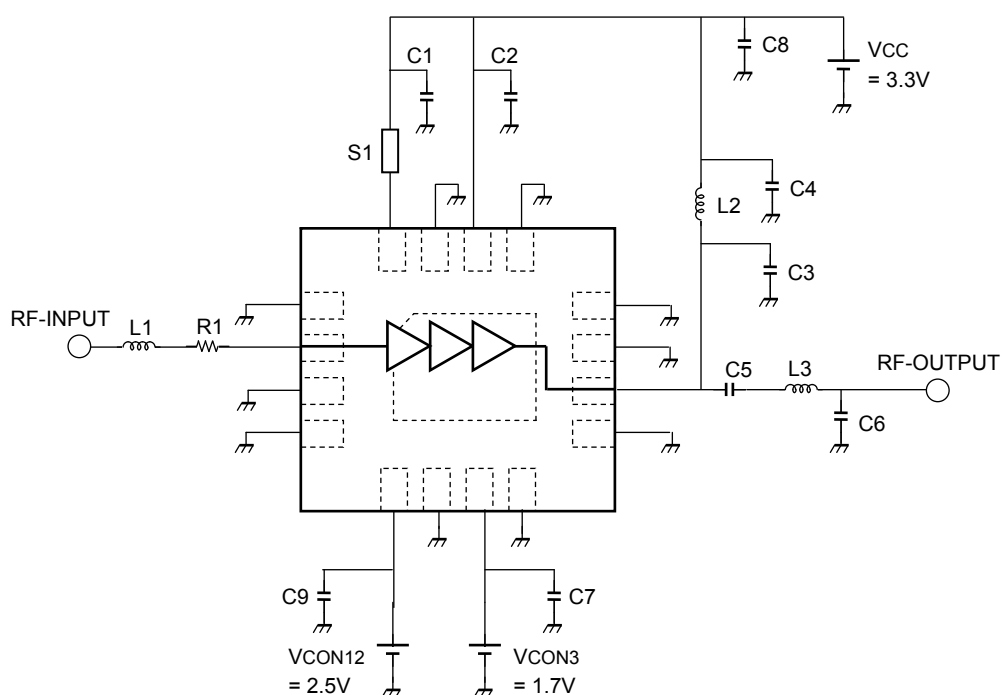 C1
C2
C8
VCC
= 3.3V
S1
L2
C4
C3
RF-INPUT
L1
R1
C5
L3
RF-OUTPUT
C6
C9
C7
VCON12
= 2.5V
VCON3
= 1.7V